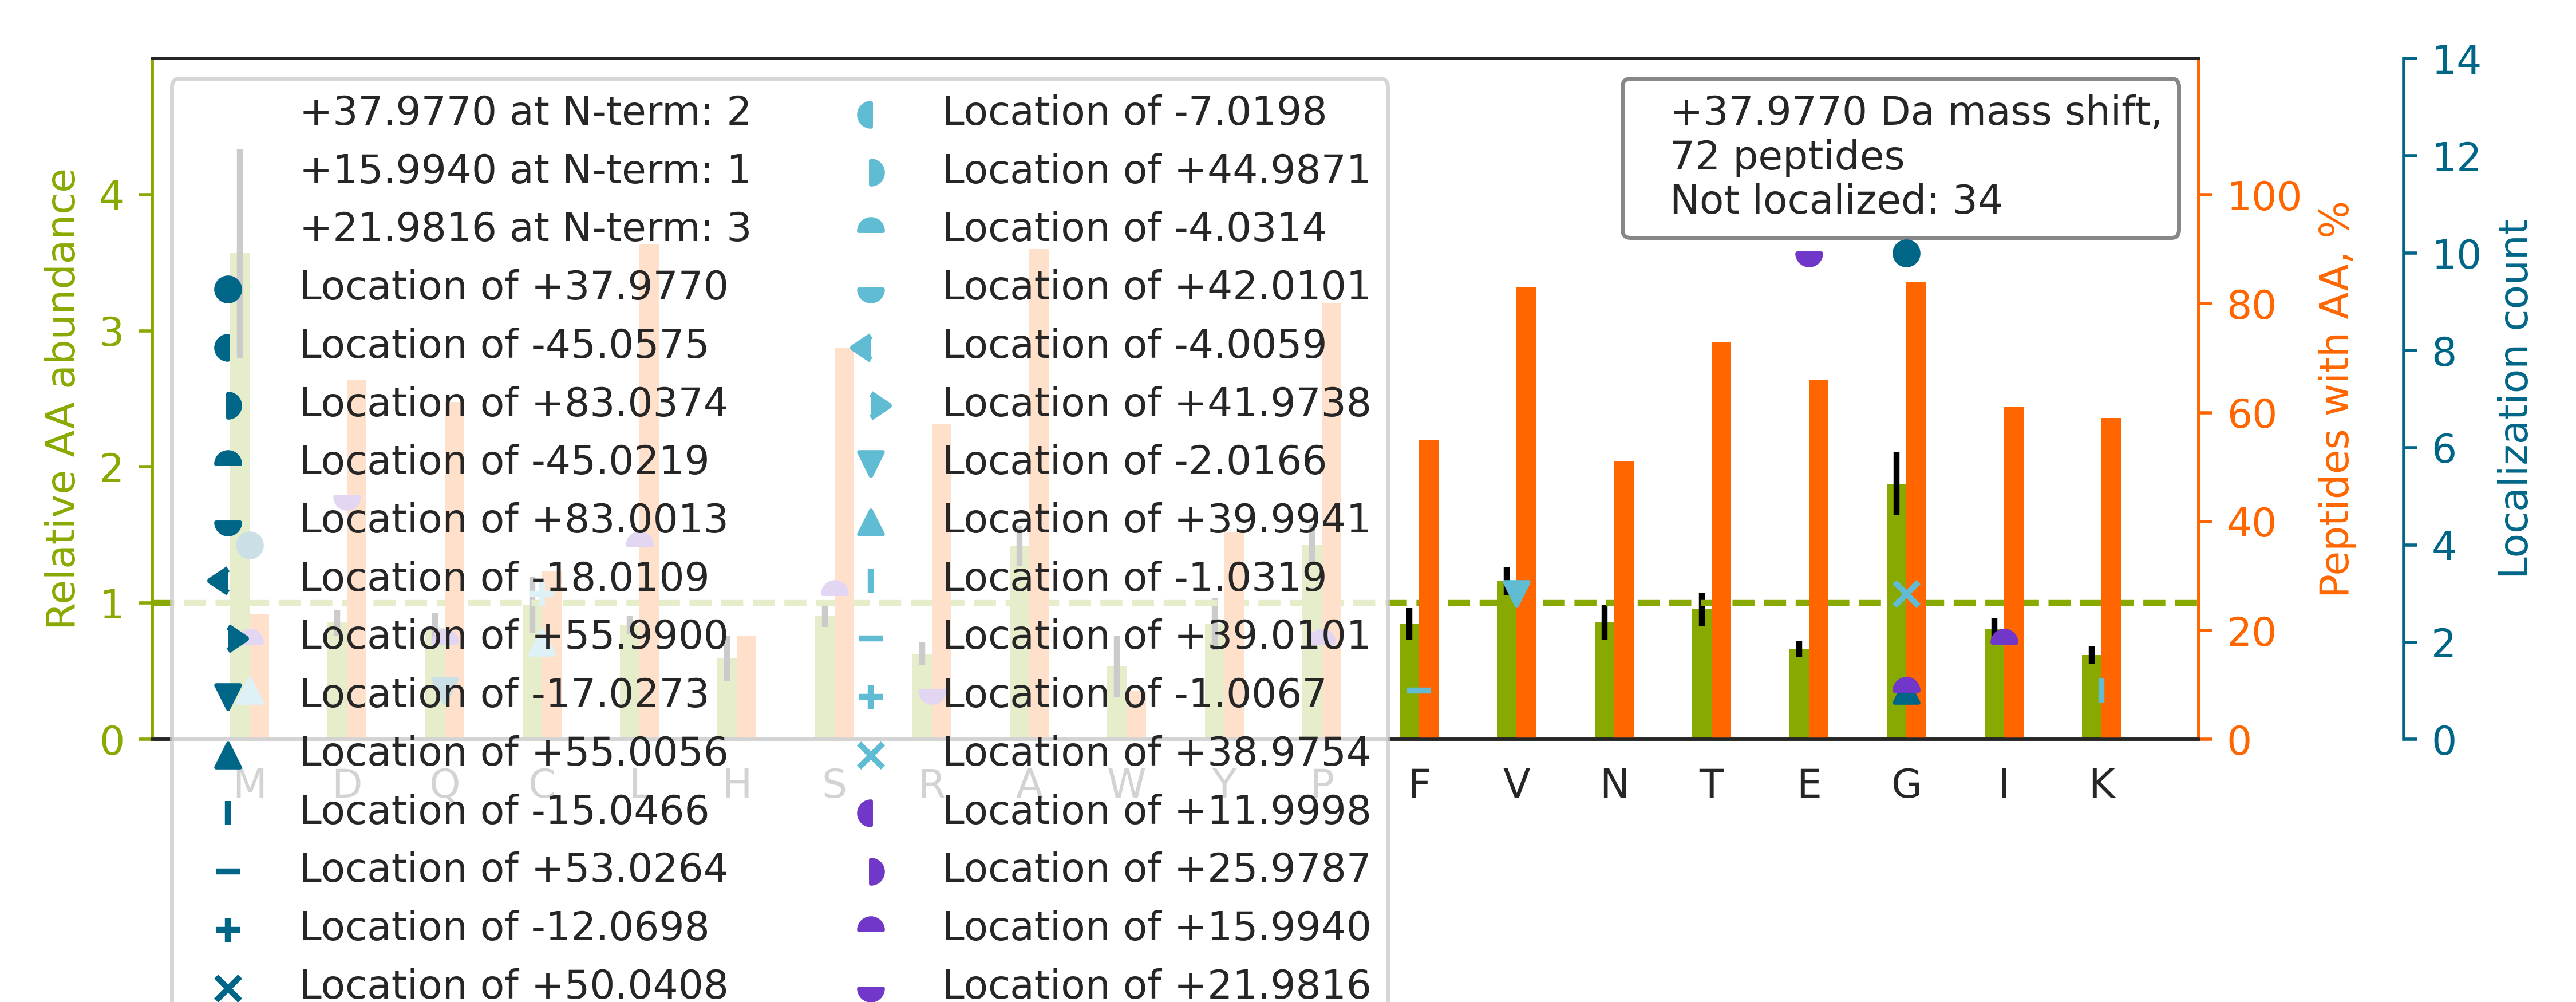 +37.9770 at N-term: 2
+15.9940 at N-term: 1
+21.9816 at N-term: 3
Location of +37.9770
Location of -45.0575
Location of +83.0374
Location of -45.0219
Location of +83.0013
Location of -18.0109
Location of +55.9900
Location of -17.0273
Location of +55.0056
Location of -15.0466
Location of +53.0264
Location of -12.0698
Location of +50.0408
Location of -7.0198
Location of +44.9871
Location of -4.0314
Location of +42.0101
Location of -4.0059
Location of +41.9738
Location of -2.0166
Location of +39.9941
Location of -1.0319
Location of +39.0101
Location of -1.0067
Location of +38.9754
Location of +11.9998
Location of +25.9787
Location of +15.9940
Location of +21.9816
+37.9770 Da mass shift,
72 peptides
Not localized: 34
Relative AA abundance
4
3
2
1
0
M D Q C L H S R A W Y P F V N T E G I K
100
80
60
40
20
0
Peptides with AA, %
14
12
10
8
6
4
2
0
Localization count